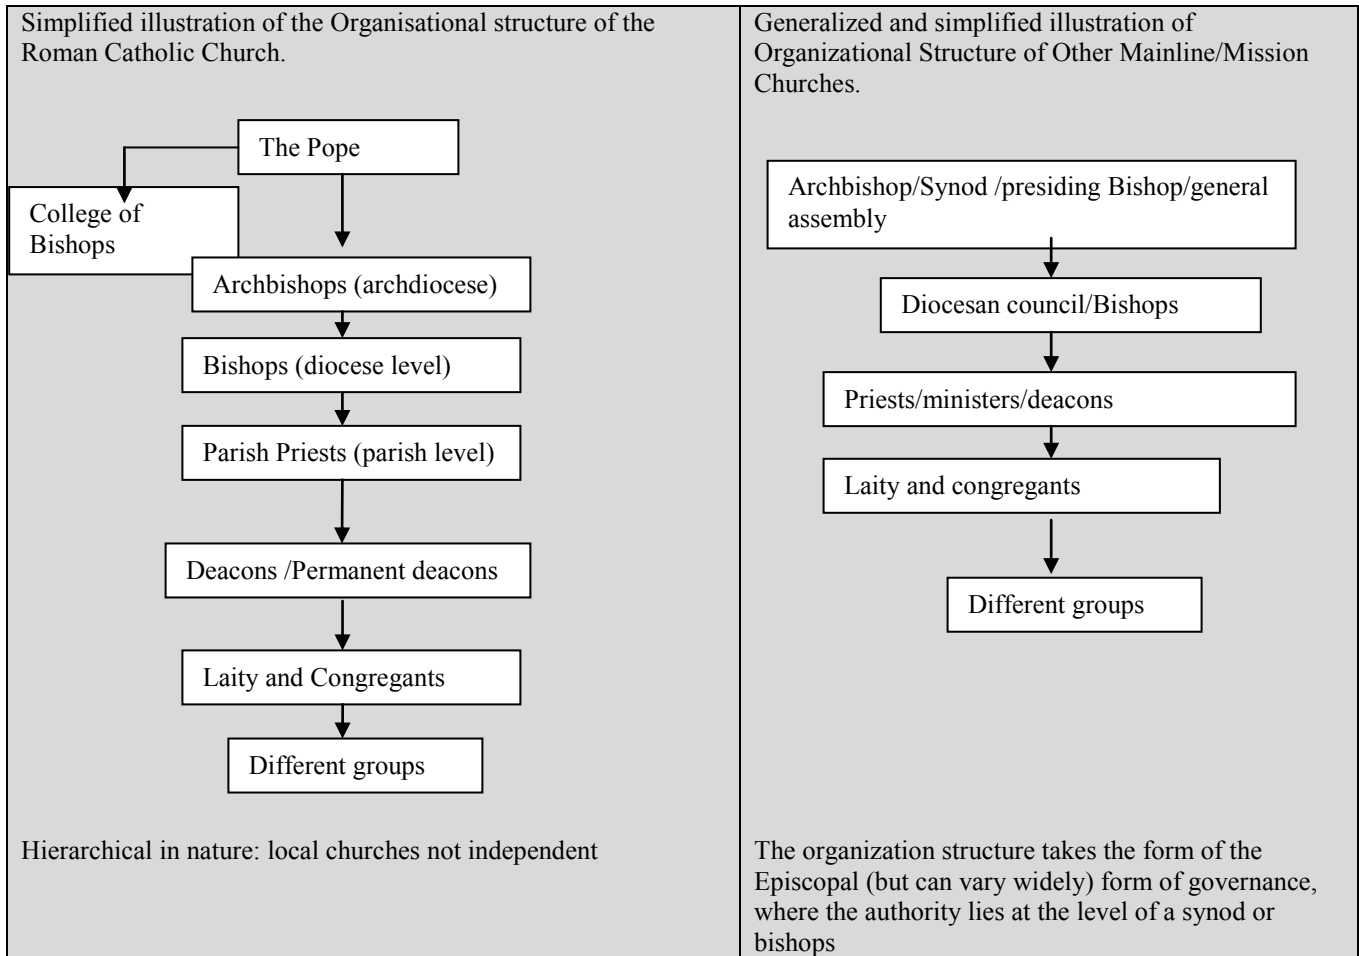 Simplified illustration of the Organisational structure of the
Roman Catholic Church.
The Pope
College of
Bishops
Archbishops (archdiocese)
Bishops (diocese level)
Parish Priests (parish level)
Deacons /Permanent deacons
Laity and Congregants
Different groups
Hierarchical in nature: local churches not independent
Generalized and simplified illustration of
Organizational Structure of Other Mainline/Mission
Churches.
Archbishop/Synod /presiding Bishop/general
assembly
Diocesan council/Bishops
Priests/ministers/deacons
Laity and congregants
Different groups
The organization structure takes the form of the
Episcopal (but can vary widely) form of governance,
where the authority lies at the level of a synod or
bishops